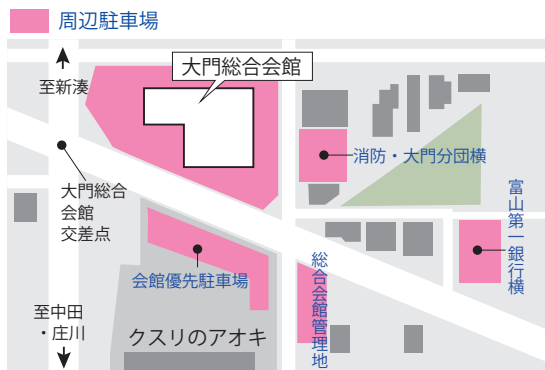 周辺駐車場
大門総合会館
至新湊
消防・大門分団横
大門総合
会館
交差点
富山第一銀行横
会館優先駐車場
総合会館管理地
至中田
・庄川
クスリのアオキ